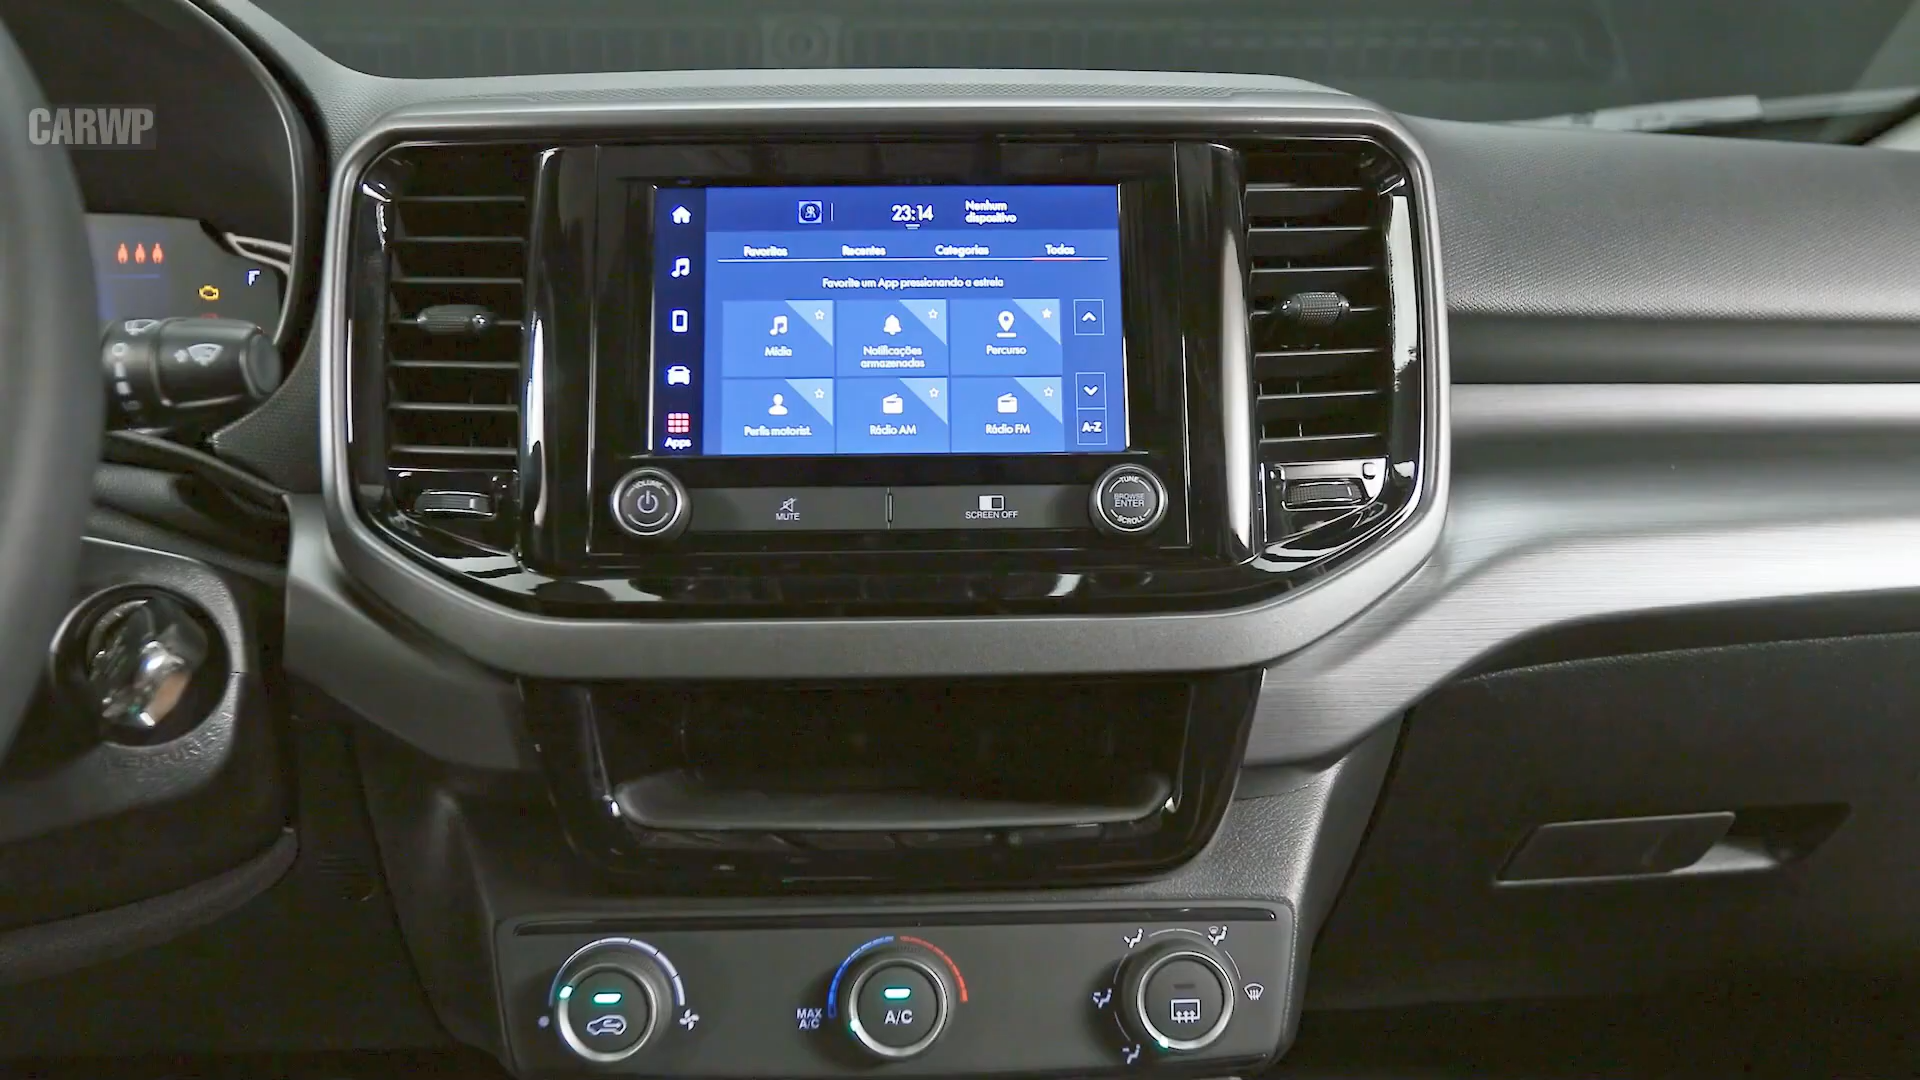 CARWP
23:14
Nenhum
dispositivo
Favoritos Recentes Categorias Todos
Favorite um App pressionando a estrela
Mídia
Notificações
armazenadas
Percurso
Perfis motorist.
Rádio AM
Rádio FM
A-Z
Apps
F
VOLUME
MUTE
SCREEN OFF
TUNE
BROWSE
ENTER
SCROLL
MAX
A/C
A/C